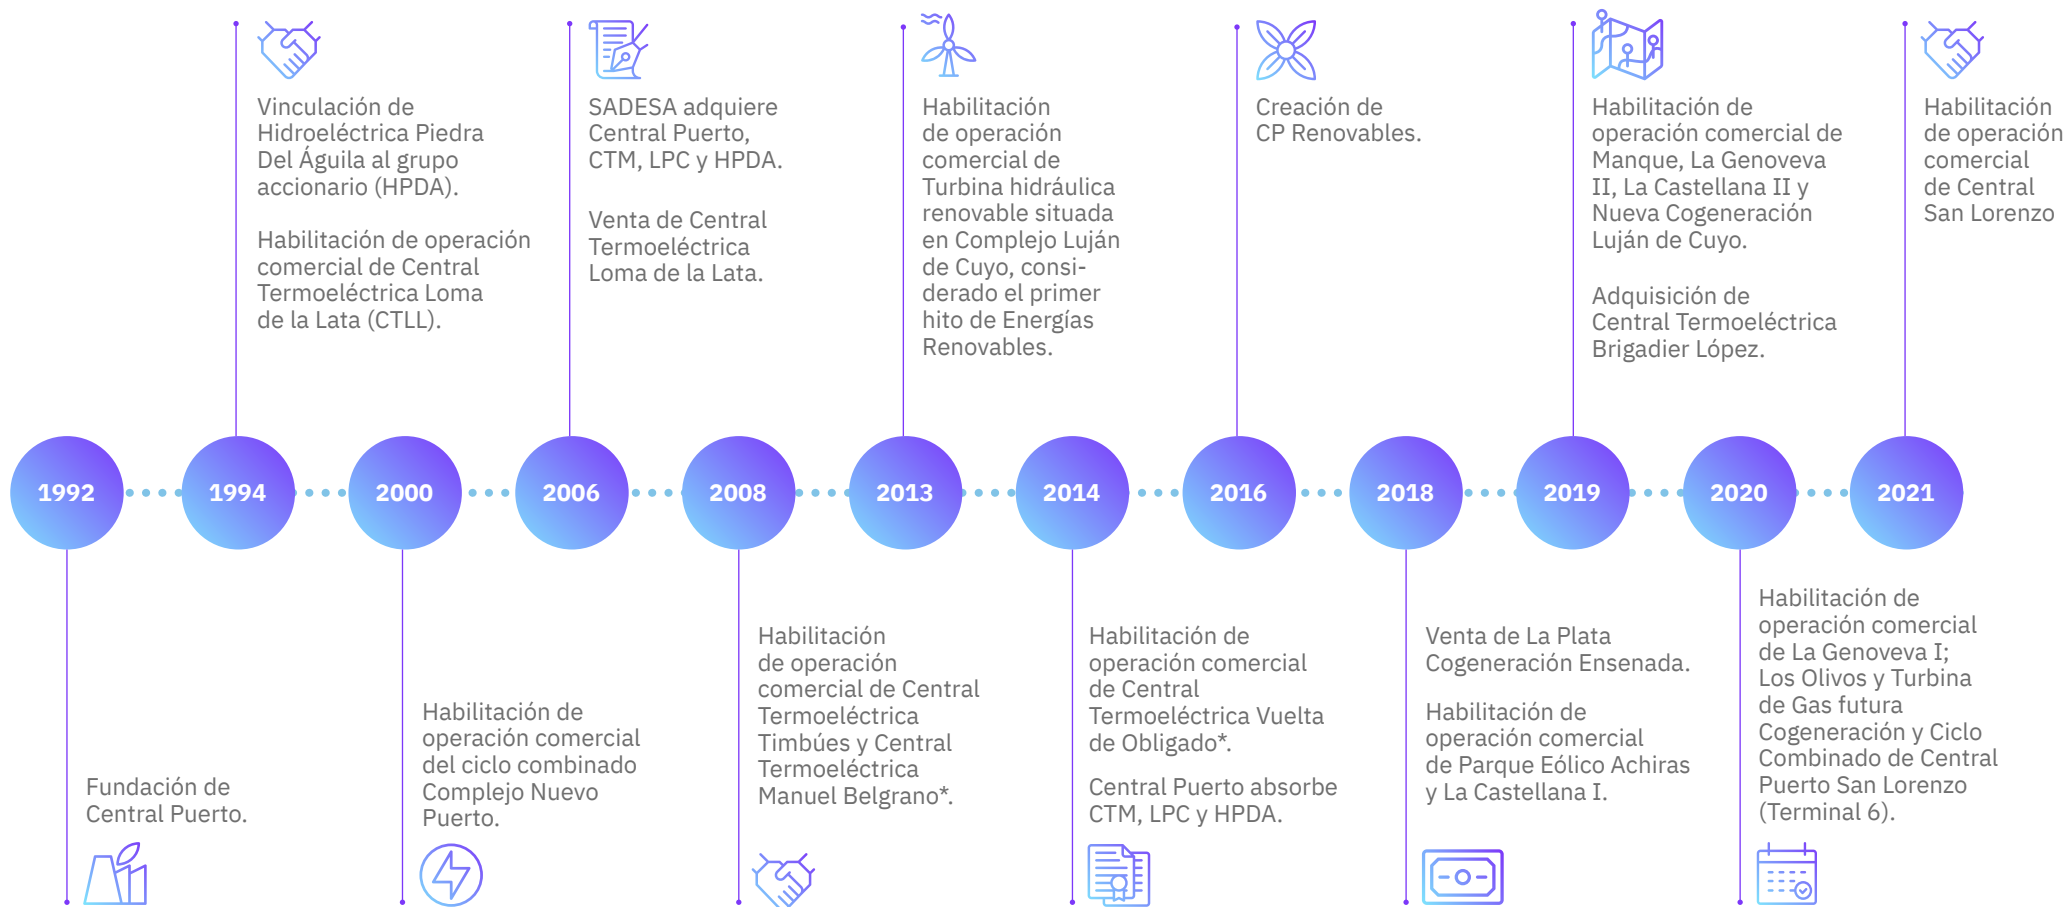 Vinculación de
Hidroeléctrica Piedra
Del Águila al grupo
accionario (HPDA).
Habilitación de operación
comercial de Central
Termoeléctrica Loma
de la Lata (CTLL).
SADESA adquiere
Central Puerto,
CTM, LPC y HPDA.
Venta de Central
Termoeléctrica
Loma de la Lata.
Habilitación
de operación
comercial de
Turbina hidráulica
renovable situada
en Complejo Luján
de Cuyo, consi-
derado el primer
hito de Energías
Renovables.
Creación de
CP Renovables.
Habilitación de
operación comercial de
Manque, La Genoveva
II, La Castellana II y
Nueva Cogeneración
Luján de Cuyo.
Adquisición de
Central Termoeléctrica
Brigadier López.
Habilitación
de operación
comercial
de Central
San Lorenzo
1992
1994
2000
2006
2008
2013
2014
2016
2018
2019
2020
2021
Fundación de
Central Puerto.
Habilitación de
operación comercial
del ciclo combinado
Complejo Nuevo
Puerto.
Habilitación
de operación
comercial de Central
Termoeléctrica
Timbúes y Central
Termoeléctrica
Manuel Belgrano*.
Habilitación de
operación comercial
de Central
Termoeléctrica Vuelta
de Obligado*.
Central Puerto absorbe
CTM, LPC y HPDA.
Venta de La Plata
Cogeneración Ensenada.
Habilitación de
operación comercial
de Parque Eólico Achiras
y La Castellana I.
Habilitación de
operación comercial
de La Genoveva I;
Los Olivos y Turbina
de Gas futura
Cogeneración y Ciclo
Combinado de Central
Puerto San Lorenzo
(Terminal 6).